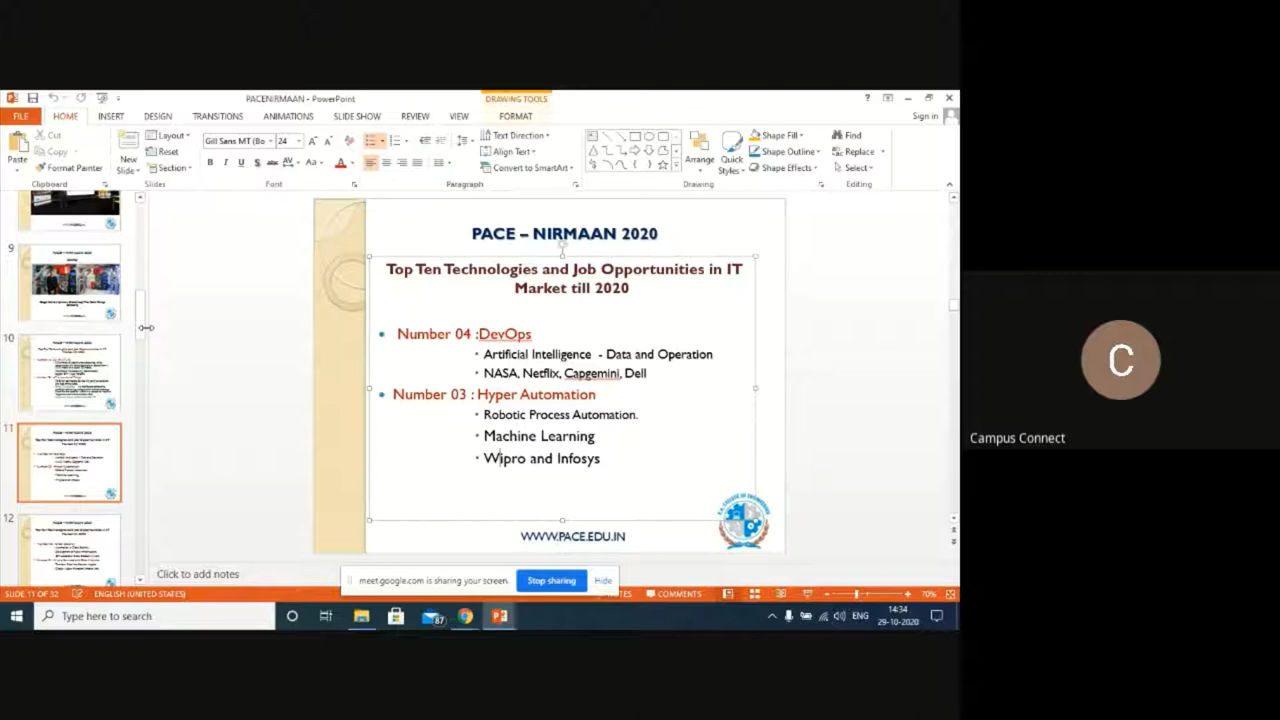 PACENIRMAAN - PowerPoint
DRAWING TOOLS
FILE HOME INSERT DESIGN TRANSITIONS ANIMATIONS SLIDE SHOW REVIEW VIEW FORMAT Sign in
Cut
Copy
Format Painter
Paste
Clipboard
New Slide
Layout
Reset
Section
Slides
Gill Sans MT (Bo 24
Font
Paragraph
Text Direction
Align Text
Convert to SmartArt
Arrange
Quick Styles
Shape Fill
Shape Outline
Shape Effects
Drawing
Find
Replace
Select
Editing
9
10
11
12
PACE – NIRMAAN 2020
Top Ten Technologies and Job Opportunities in IT
Market till 2020
• Number 04 :DevOps
• Artificial Intelligence - Data and Operation
• NASA, Netflix, Capgemini, Dell
• Number 03 : Hyper Automation
• Robotic Process Automation.
• Machine Learning
• Wipro and Infosys
WWW.PACE.EDU.IN
Click to add notes
meet.google.com is sharing your screen. Stop sharing Hide
SLIDE 11 OF 32 ENGLISH (UNITED STATES) COMMENTS 70%
Type here to search
87
ENG
14:34
29-10-2020
C
Campus Connect